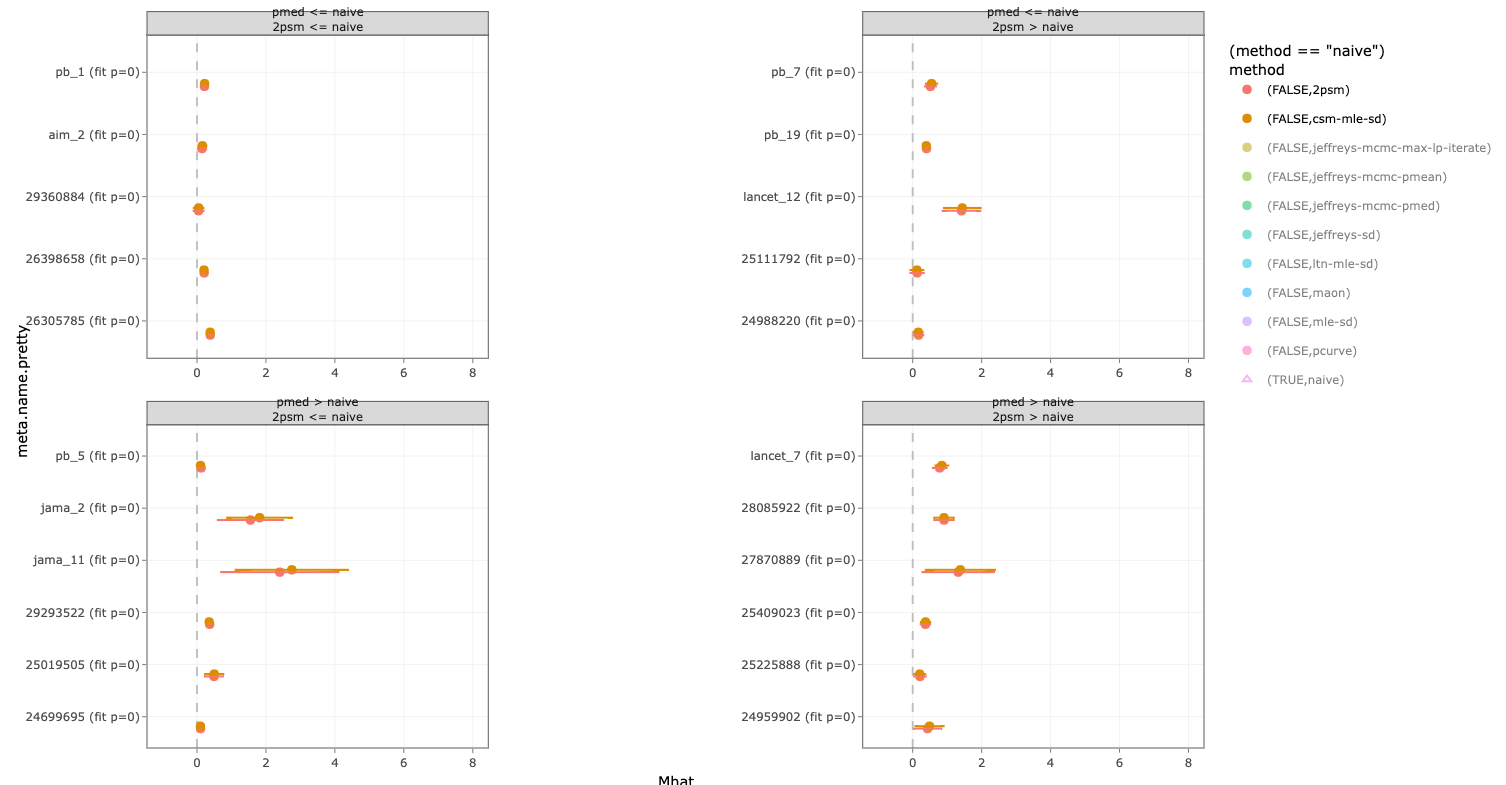 pmed <= naive
2psm <= naive
pb_1 (fit p=0)
aim_2 (fit p=0)
29360884 (fit p=0)
26398658 (fit p=0)
26305785 (fit p=0)
0 2 4 6 8
pmed <= naive
2psm > naive
pb_7 (fit p=0)
pb_19 (fit p=0)
lancet_12 (fit p=0)
25111792 (fit p=0)
24988220 (fit p=0)
0 2 4 6 8
pmed > naive
2psm <= naive
pb_5 (fit p=0)
jama_2 (fit p=0)
jama_11 (fit p=0)
29293522 (fit p=0)
25019505 (fit p=0)
24699695 (fit p=0)
0 2 4 6 8
pmed > naive
2psm > naive
lancet_7 (fit p=0)
28085922 (fit p=0)
27870889 (fit p=0)
25409023 (fit p=0)
25225888 (fit p=0)
24959902 (fit p=0)
0 2 4 6 8
meta.name.pretty
Mhat
(method == "naive")
method
(FALSE,2psm)
(FALSE,csm-mle-sd)
(FALSE,jeffreys-mcmc-max-lp-iterate)
(FALSE,jeffreys-mcmc-pmean)
(FALSE,jeffreys-mcmc-pmed)
(FALSE,jeffreys-sd)
(FALSE,ltn-mle-sd)
(FALSE,maon)
(FALSE,mle-sd)
(FALSE,pcurve)
(TRUE,naive)